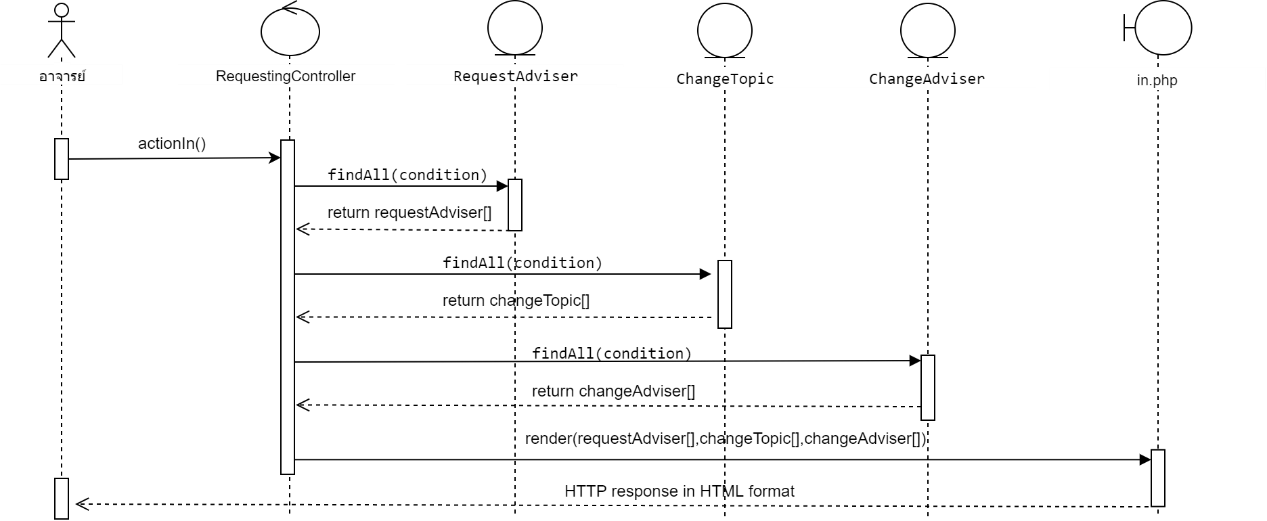 อาจารย์
RequestingController
RequestAdviser
ChangeTopic
ChangeAdviser
in.php
actionIn()
findAll(condition)
return requestAdviser[]
findAll(condition)
return changeTopic[]
findAll(condition)
return changeAdviser[]
render(requestAdviser[],changeTopic[],changeAdviser[])
HTTP response in HTML format